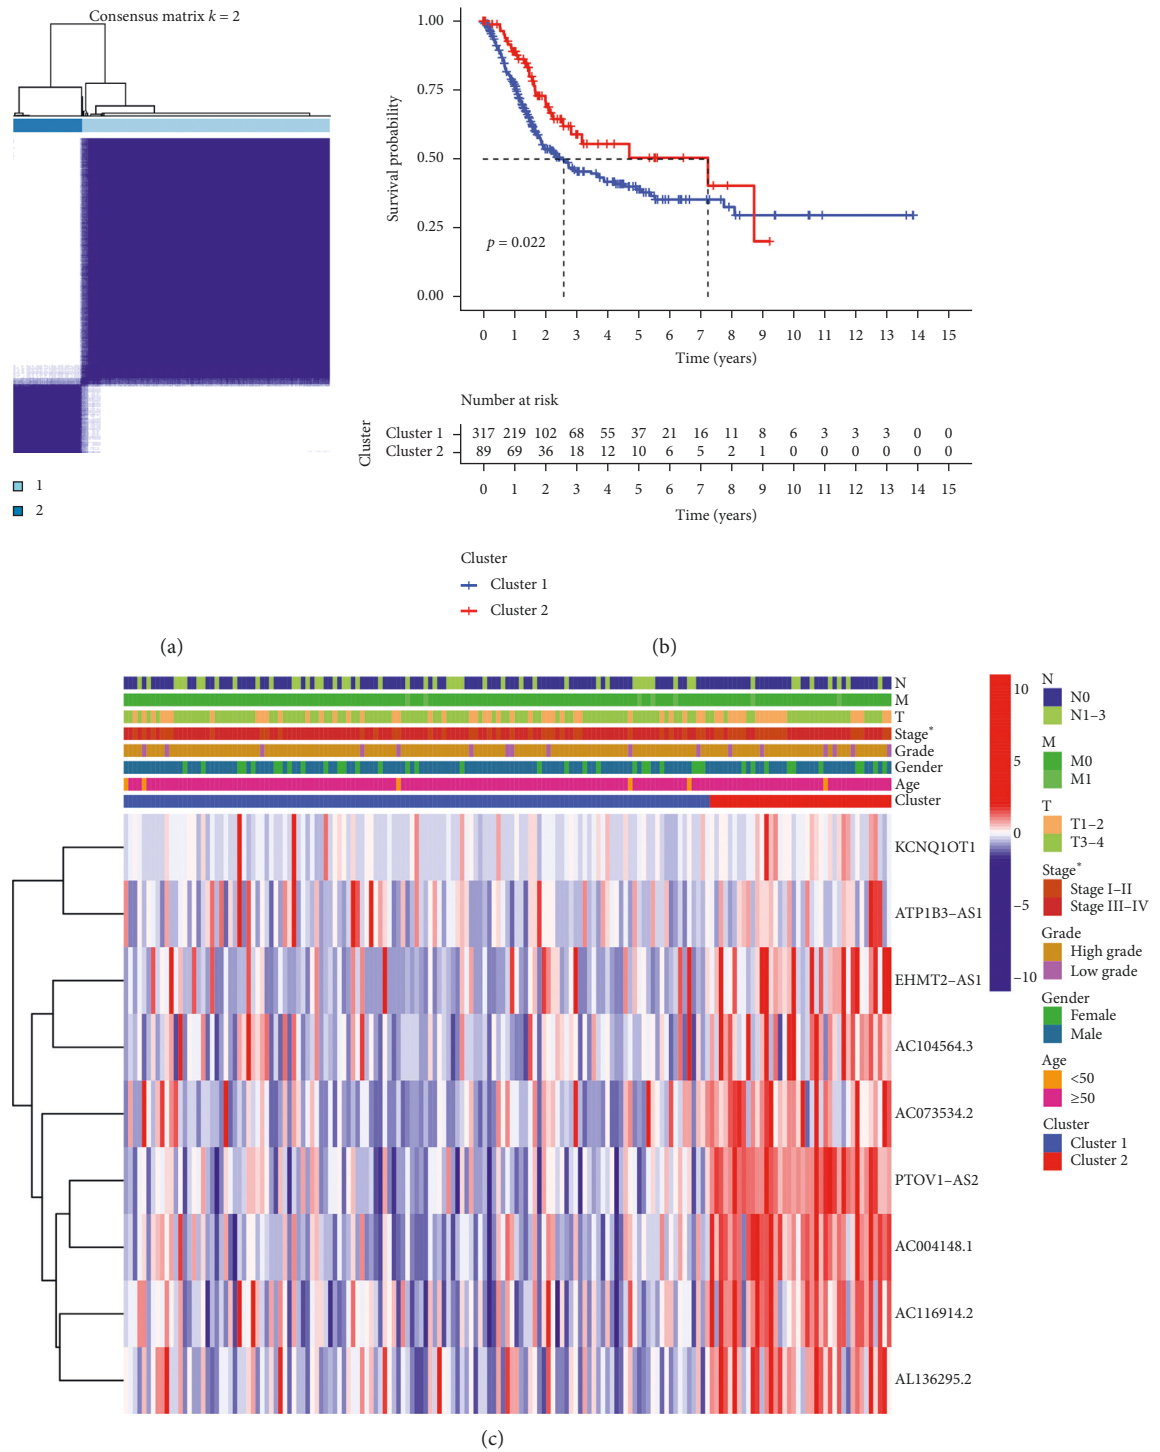 Consensus matrix k = 2
1
2
(a)
Survival probability
1.00
0.75
0.50
0.25
0.00
p = 0.022
0 1 2 3 4 5 6 7 8 9 10 11 12 13 14 15
Time (years)
Number at risk
Cluster
Cluster 1 317 219 102 68 55 37 21 16 11 8 6 3 3 3 0 0
Cluster 2 89 69 36 18 12 10 6 5 2 1 0 0 0 0 0 0
0 1 2 3 4 5 6 7 8 9 10 11 12 13 14 15
Time (years)
Cluster
Cluster 1
Cluster 2
(b)
N
M
T
Stage*
Grade
Gender
Age
Cluster
KCNQ1OT1
ATP1B3–AS1
EHMT2–AS1
AC104564.3
AC073534.2
PTOV1–AS2
AC004148.1
AC116914.2
AL136295.2
10
5
0
–5
–10
N
N0
N1–3
M
M0
M1
T
T1–2
T3–4
Stage*
Stage I–II
Stage III–IV
Grade
High grade
Low grade
Gender
Female
Male
Age
<50
≥50
Cluster
Cluster 1
Cluster 2
(c)